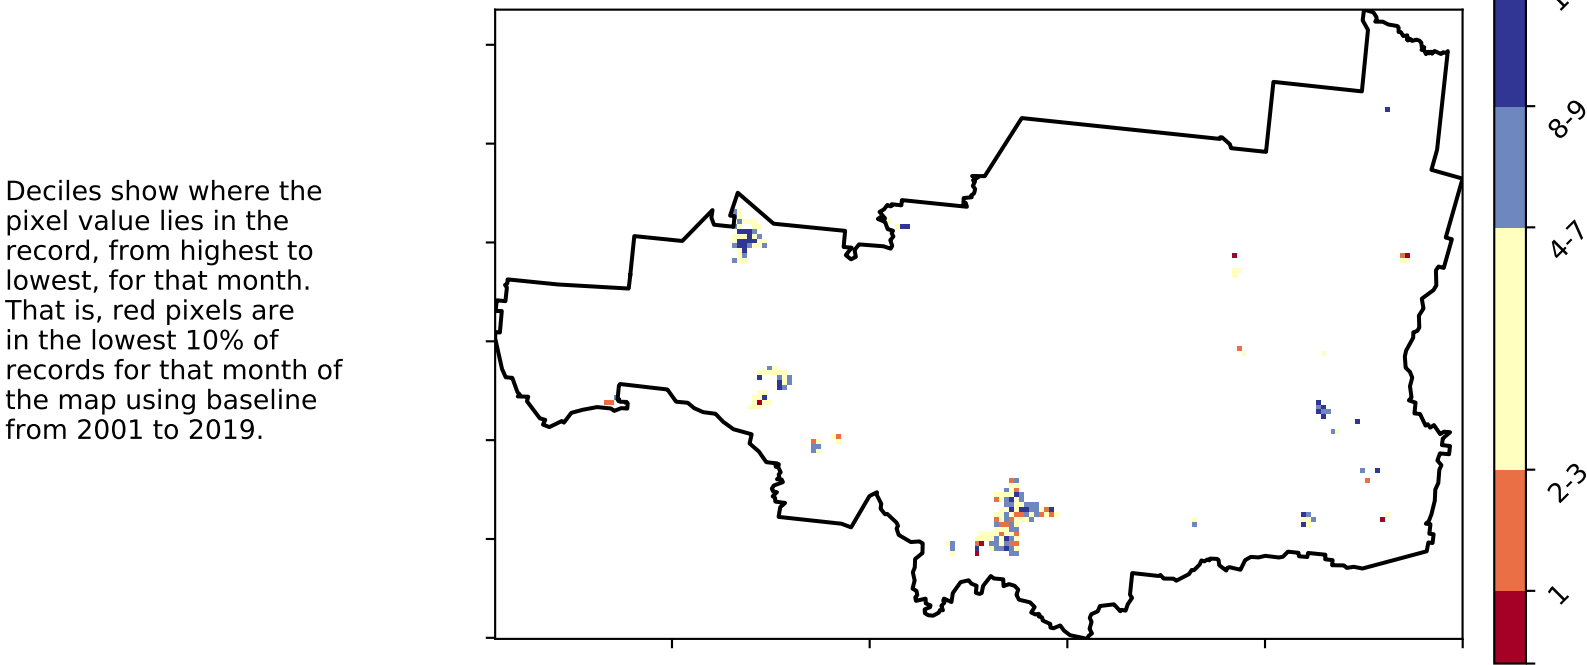 Deciles show where the
pixel value lies in the
record, from highest to
lowest, for that month.
That is, red pixels are
in the lowest 10% of
records for that month of
the map using baseline
from 2001 to 2019.
8-9
4-7
2-3
1